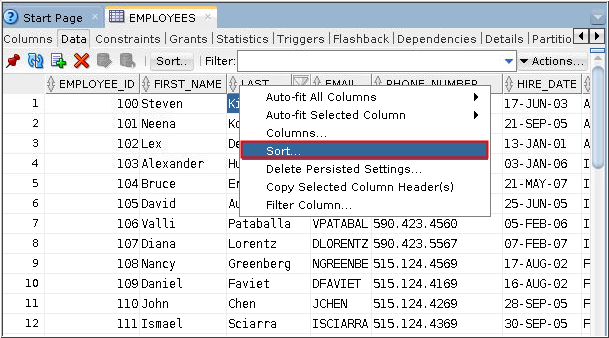 Start Page EMPLOYEES
Columns Data Constraints Grants Statistics Triggers Flashback Dependencies Details Partitio
Sort.. Filter: Actions...
EMPLOYEE_ID FIRST_NAME LAST EMAIL PHONE_NUMBER HIRE_DATE
1 100 Steven Ki 17-JUN-03 A
2 101 Neena Ko 21-SEP-05 A
3 102 Lex De 13-JAN-01 A
4 103 Alexander Hu 03-JAN-06 I
5 104 Bruce Er 21-MAY-07 I
6 105 David Au 25-JUN-05 I
7 106 Valli Pataballa VPATABAL 590.423.4560 05-FEB-06 I
8 107 Diana Lorentz DLORENTZ 590.423.5567 07-FEB-07 I
9 108 Nancy Greenberg NGREENBE 515.124.4569 17-AUG-02 F
10 109 Daniel Faviet DFAVIET 515.124.4169 16-AUG-02 F
11 110 John Chen JCHEN 515.124.4269 28-SEP-05 F
12 111 Ismael Sciarra ISCIARRA 515.124.4369 30-SEP-05 F
Auto-fit All Columns
Auto-fit Selected Column
Columns...
Sort...
Delete Persisted Settings...
Copy Selected Column Header(s)
Filter Column...